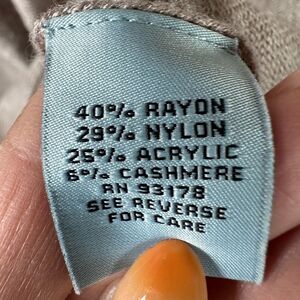 40% RAYON
29% NYLON
25% ACRYLIC
6% CASHMERE
RN 93178
SEE REVERSE
FOR CARE